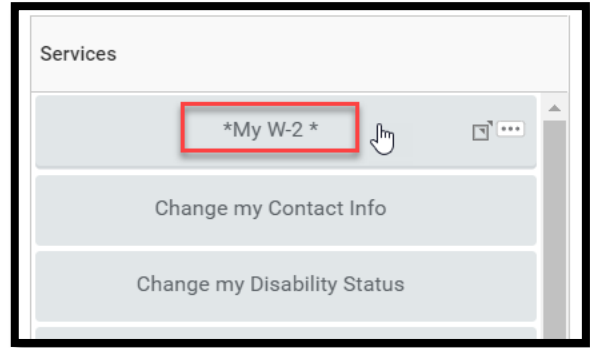 Services
*My W-2 *
Change my Contact Info
Change my Disability Status